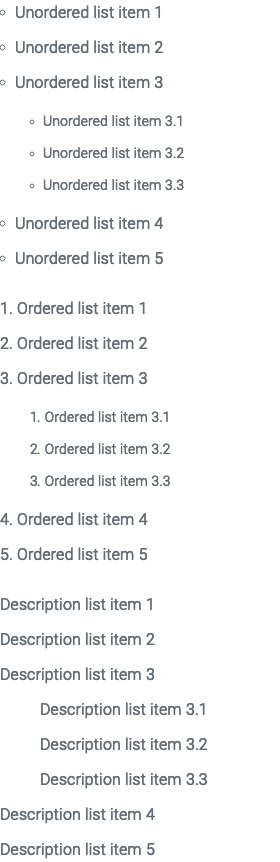 ◦ Unordered list item 1
◦ Unordered list item 2
◦ Unordered list item 3
◦ Unordered list item 3.1
◦ Unordered list item 3.2
◦ Unordered list item 3.3
◦ Unordered list item 4
◦ Unordered list item 5
1. Ordered list item 1
2. Ordered list item 2
3. Ordered list item 3
1. Ordered list item 3.1
2. Ordered list item 3.2
3. Ordered list item 3.3
4. Ordered list item 4
5. Ordered list item 5
Description list item 1
Description list item 2
Description list item 3
Description list item 3.1
Description list item 3.2
Description list item 3.3
Description list item 4
Description list item 5